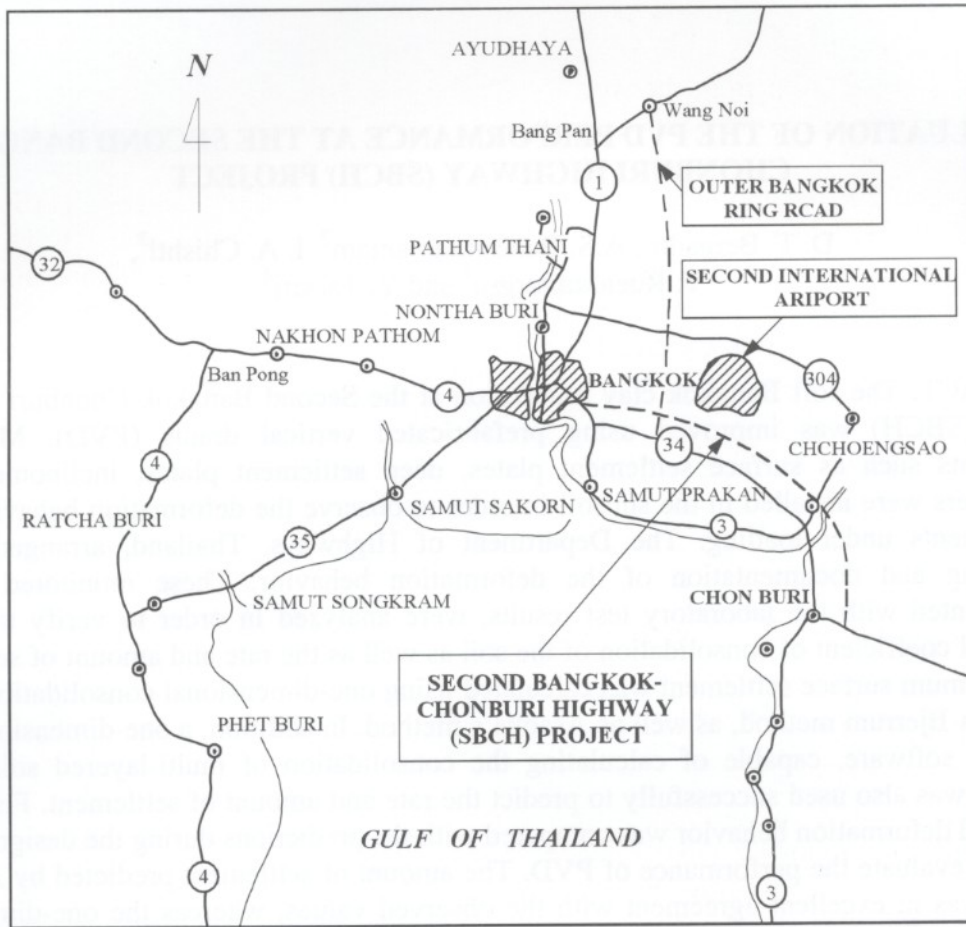 AYUDHAYA
N
Wang Noi
Bang Pan
1
OUTER BANGKOK
RING RCAD
PATHUM THANI
SECOND INTERNATIONAL
ARIPORT
32
NONTHA BURI
NAKHON PATHOM
Ban Pong
4
BANGKOK
304
34
CHCHOENGSAO
4
SAMUT PRAKAN
SAMUT SAKORN
RATCHA BURI
35
3
SAMUT SONGKRAM
CHON BURI
SECOND BANGKOK-
CHONBURI HIGHWAY
(SBCH) PROJECT
PHET BURI
GULF OF THAILAND
4
3